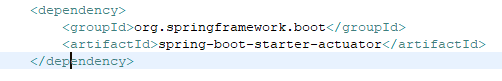 <dependency>
<groupId>org.springframework.boot</groupId>
<artifactId>spring-boot-starter-actuator</artifactId>
</dependency>